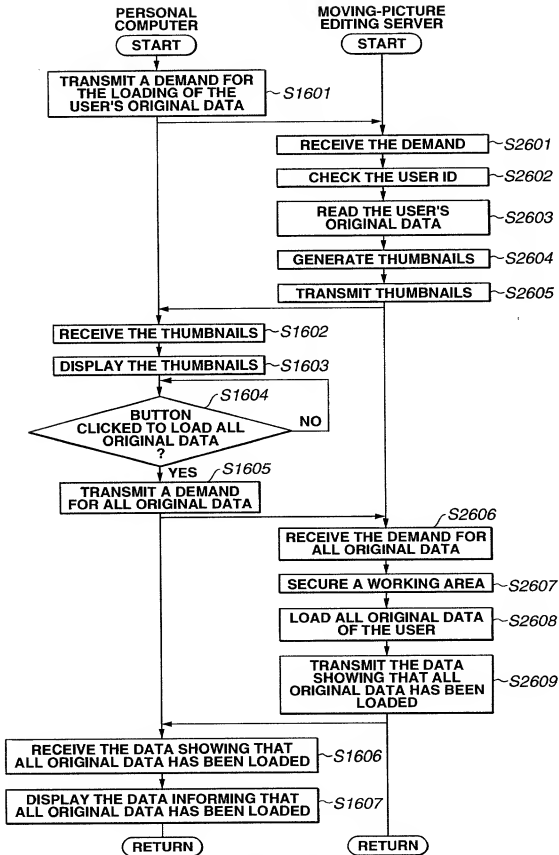 PERSONAL
COMPUTER
MOVING-PICTURE
EDITING SERVER
START
START
TRANSMIT A DEMAND FOR
THE LOADING OF THE
USER'S ORIGINAL DATA
S1601
RECEIVE THE DEMAND
S2601
CHECK THE USER ID
S2602
READ THE USER'S
ORIGINAL DATA
S2603
GENERATE THUMBNAILS
S2604
TRANSMIT THUMBNAILS
S2605
RECEIVE THE THUMBNAILS
S1602
DISPLAY THE THUMBNAILS
S1603
S1604
BUTTON
CLICKED TO LOAD ALL
ORIGINAL DATA
?
NO
YES
S1605
TRANSMIT A DEMAND
FOR ALL ORIGINAL DATA
S2606
RECEIVE THE DEMAND FOR
ALL ORIGINAL DATA
SECURE A WORKING AREA
S2607
LOAD ALL ORIGINAL DATA
OF THE USER
S2608
TRANSMIT THE DATA
SHOWING THAT ALL
ORIGINAL DATA HAS BEEN
LOADED
S2609
RECEIVE THE DATA SHOWING THAT
ALL ORIGINAL DATA HAS BEEN LOADED
S1606
DISPLAY THE DATA INFORMING THAT
ALL ORIGINAL DATA HAS BEEN LOADED
S1607
RETURN
RETURN